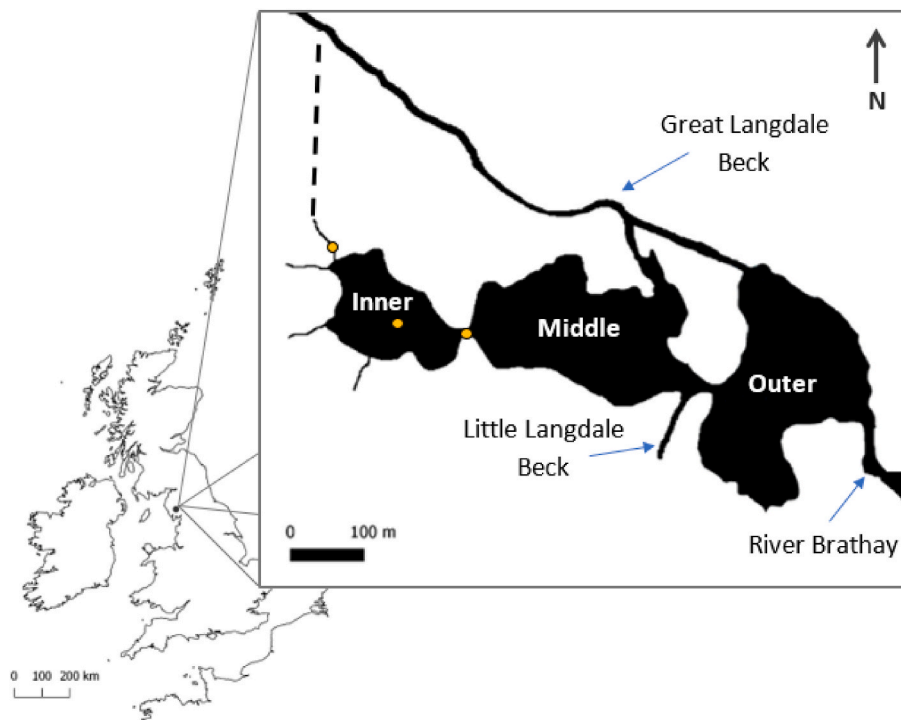 N
Great Langdale
Beck
Inner
Middle
Outer
Little Langdale
Beck
0 100 m
River Brathay
0 100 200 km